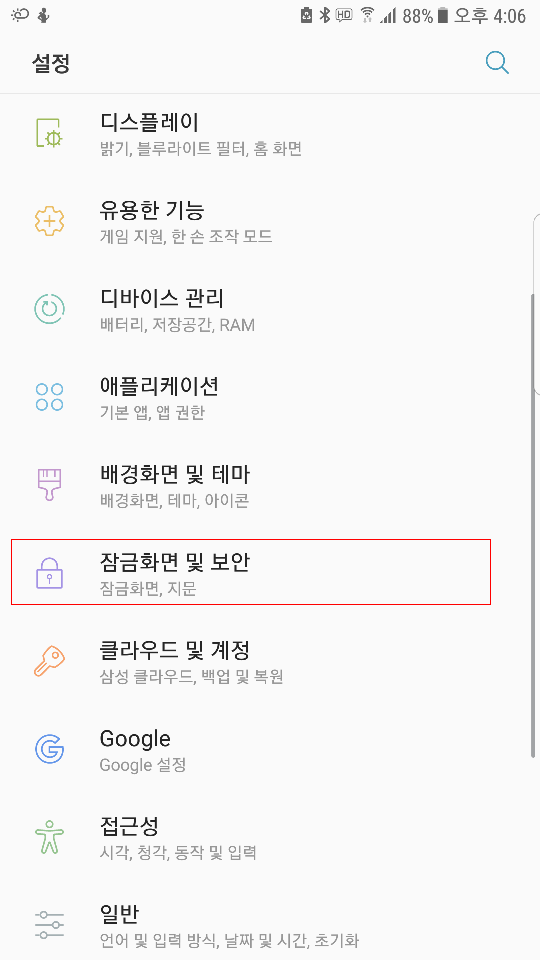 HD 88% 오후 4:06
설정
디스플레이
밝기, 블루라이트 필터, 홈 화면
유용한 기능
게임 지원, 한 손 조작 모드
디바이스 관리
배터리, 저장공간, RAM
애플리케이션
기본 앱, 앱 권한
배경화면 및 테마
배경화면, 테마, 아이콘
잠금화면 및 보안
잠금화면, 지문
클라우드 및 계정
삼성 클라우드, 백업 및 복원
Google
Google 설정
접근성
시각, 청각, 동작 및 입력
일반
언어 및 입력 방식, 날짜 및 시간, 초기화